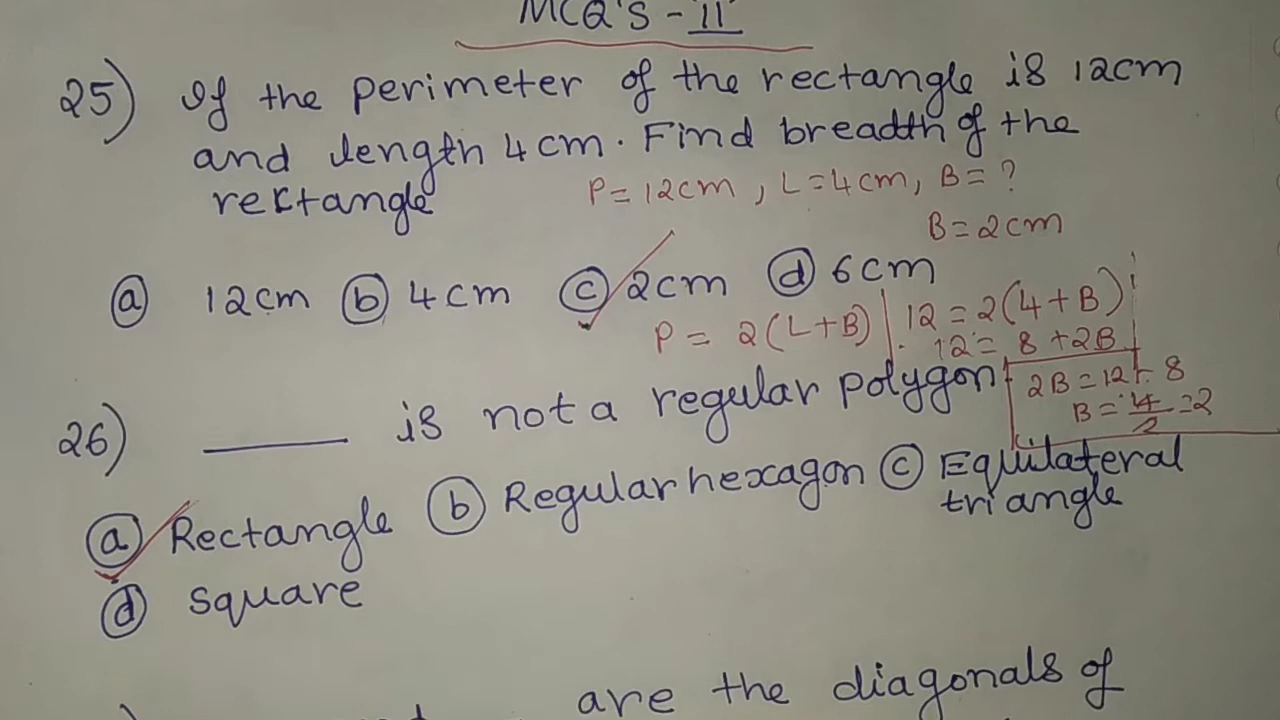 MCQ'S - II
25) If the perimeter of the rectangle is 12cm
and length 4cm. Find breadth of the
rectangle
P = 12cm, L = 4cm, B = ?
B = 2cm
ⓐ 12cm ⓑ 4cm ⓒ 2cm ⓓ 6cm
P = 2(L+B) | 12 = 2(4+B)
12 = 8 + 2B
2B = 12 - 8
B = 4/2 = 2
26) ____ is not a regular polygon
ⓐ Rectangle ⓑ Regular hexagon ⓒ Equilateral
triangle
ⓓ square
are the diagonals of